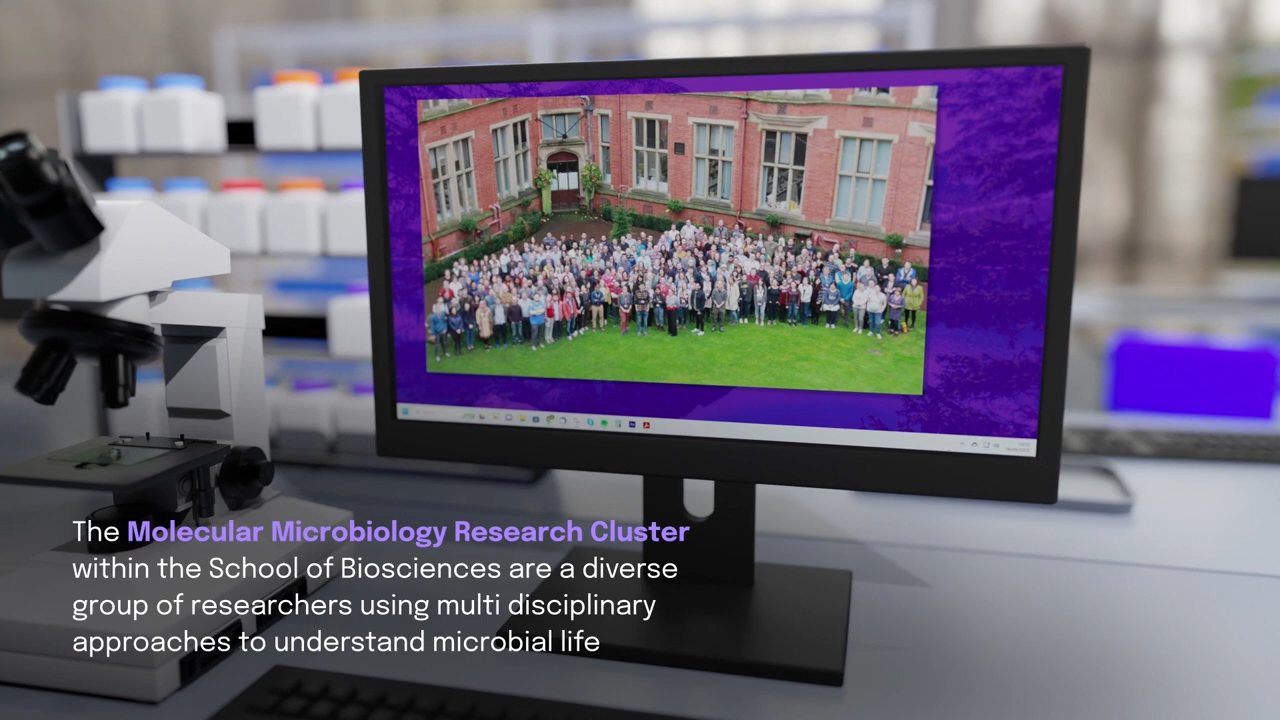 The Molecular Microbiology Research Cluster
within the School of Biosciences are a diverse
group of researchers using multi disciplinary
approaches to understand microbial life